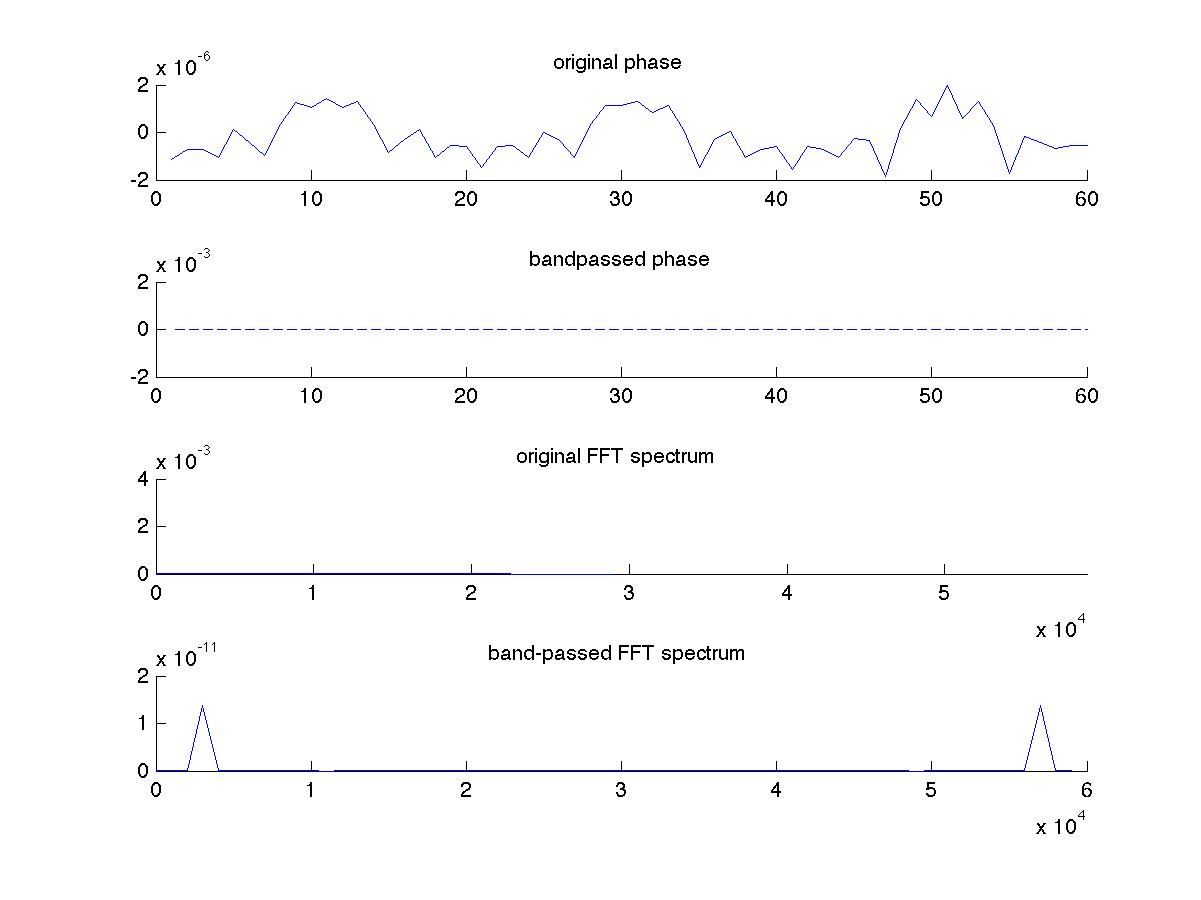 original phase
x 10^-6
2
0
-2
0 10 20 30 40 50 60
bandpassed phase
x 10^-3
2
0
-2
0 10 20 30 40 50 60
original FFT spectrum
x 10^-3
4
2
0
0 1 2 3 4 5
x 10^4
band-passed FFT spectrum
x 10^-11
2
1
0
0 1 2 3 4 5 6
x 10^4